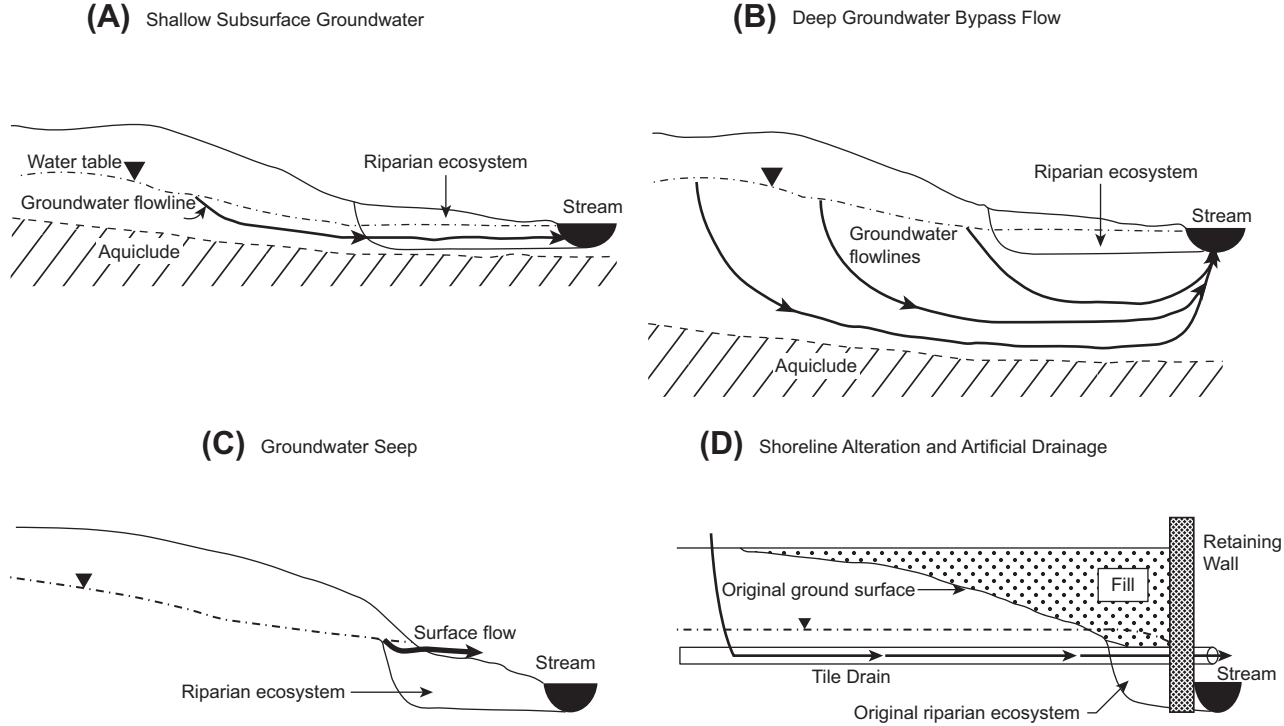 (A) Shallow Subsurface Groundwater
Water table
Groundwater flowline
Riparian ecosystem
Stream
Aquiclude
(B) Deep Groundwater Bypass Flow
Riparian ecosystem
Stream
Groundwater
flowlines
Aquiclude
(C) Groundwater Seep
Surface flow
Stream
Riparian ecosystem
(D) Shoreline Alteration and Artificial Drainage
Retaining
Wall
Fill
Original ground surface
Tile Drain
Stream
Original riparian ecosystem